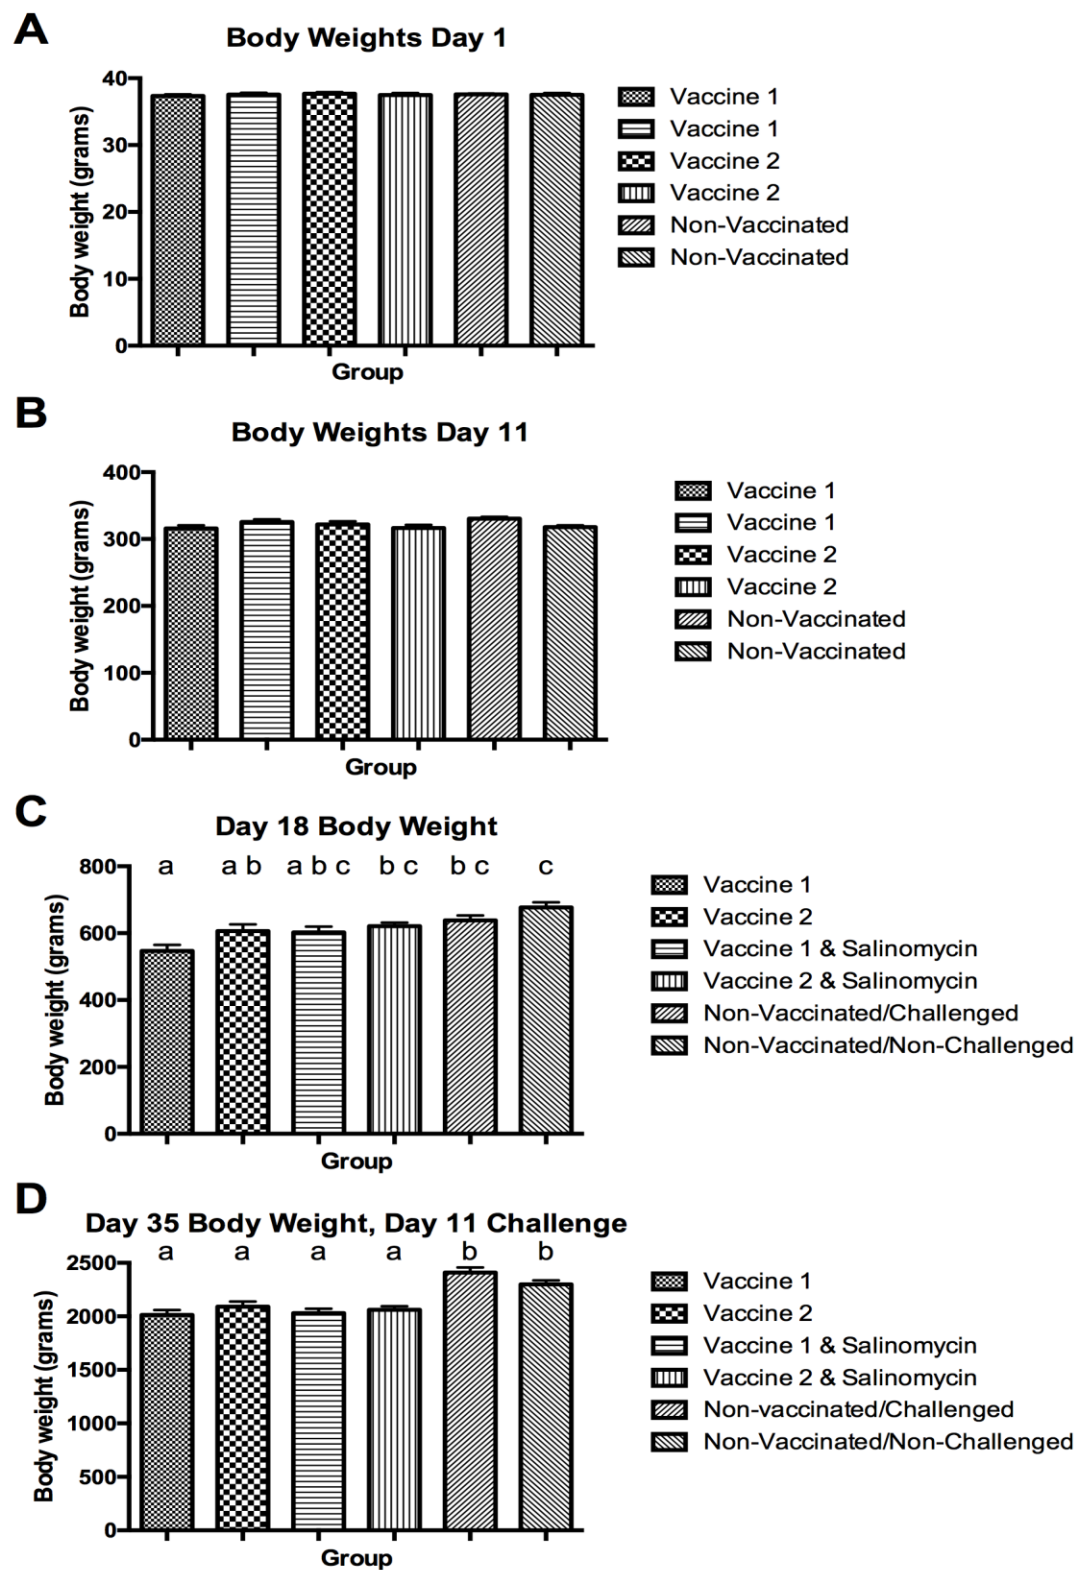 A
Body Weights Day 1
40
30
20
10
0
Body weight (grams)
Group
Vaccine 1
Vaccine 1
Vaccine 2
Vaccine 2
Non-Vaccinated
Non-Vaccinated
B
Body Weights Day 11
400
300
200
100
0
Body weight (grams)
Group
Vaccine 1
Vaccine 1
Vaccine 2
Vaccine 2
Non-Vaccinated
Non-Vaccinated
C
Day 18 Body Weight
a a b a b c b c b c c
800
600
400
200
0
Body weight (grams)
Group
Vaccine 1
Vaccine 2
Vaccine 1 & Salinomycin
Vaccine 2 & Salinomycin
Non-Vaccinated/Challenged
Non-Vaccinated/Non-Challenged
D
Day 35 Body Weight, Day 11 Challenge
a a a a b b
2500
2000
1500
1000
500
0
Body weight (grams)
Group
Vaccine 1
Vaccine 2
Vaccine 1 & Salinomycin
Vaccine 2 & Salinomycin
Non-vaccinated/Challenged
Non-Vaccinated/Non-Challenged